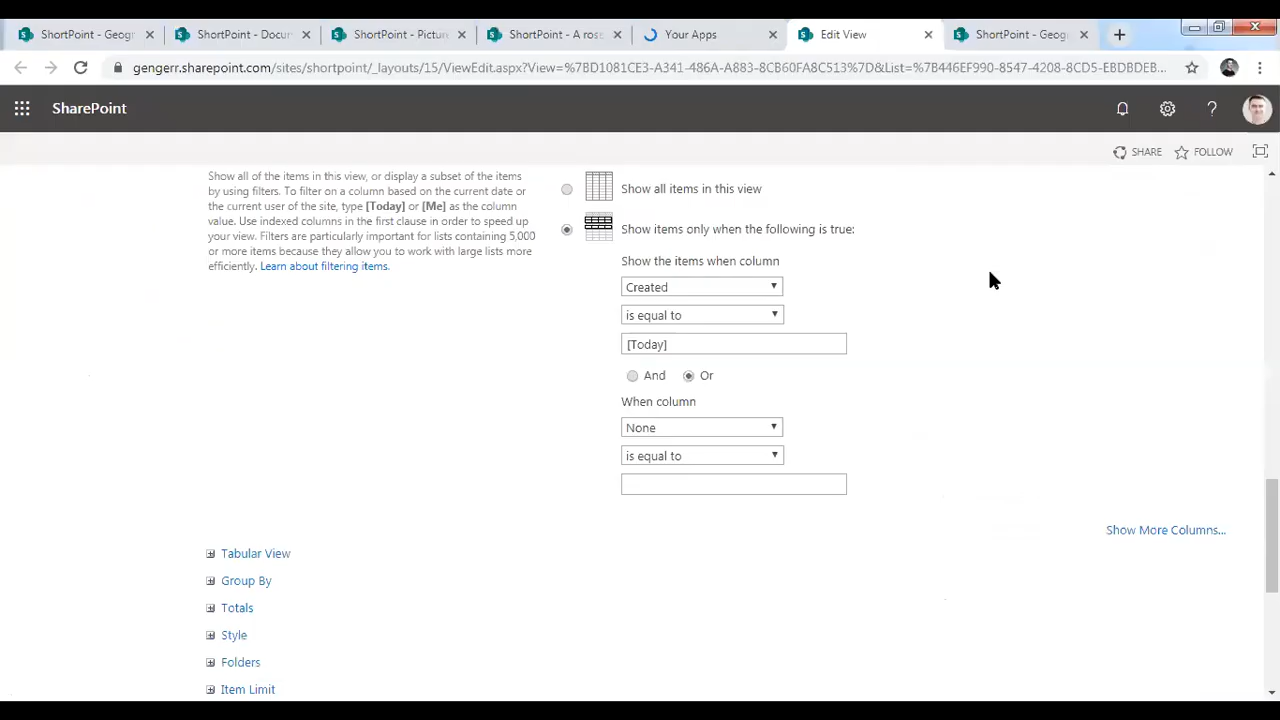 ShortPoint - Geogr
ShortPoint - Docun
ShortPoint - Picture
ShortPoint - A rose
Your Apps
Edit View
ShortPoint - Geog
gengerr.sharepoint.com/sites/shortpoint/_layouts/15/ViewEdit.aspx?View=%7BD1081CE3-A341-486A-A883-8CB60FA8C513%7D&List=%7B446EF990-8547-4208-8CD5-EBDBDEB...
SharePoint
SHARE
FOLLOW
Show all of the items in this view, or display a subset of the items
by using filters. To filter on a column based on the current date or
the current user of the site, type [Today] or [Me] as the column
value. Use indexed columns in the first clause in order to speed up
your view. Filters are particularly important for lists containing 5,000
or more items because they allow you to work with large lists more
efficiently. Learn about filtering items.
Show all items in this view
Show items only when the following is true:
Show the items when column
Created
is equal to
[Today]
And Or
When column
None
is equal to
Show More Columns...
Tabular View
Group By
Totals
Style
Folders
Item Limit